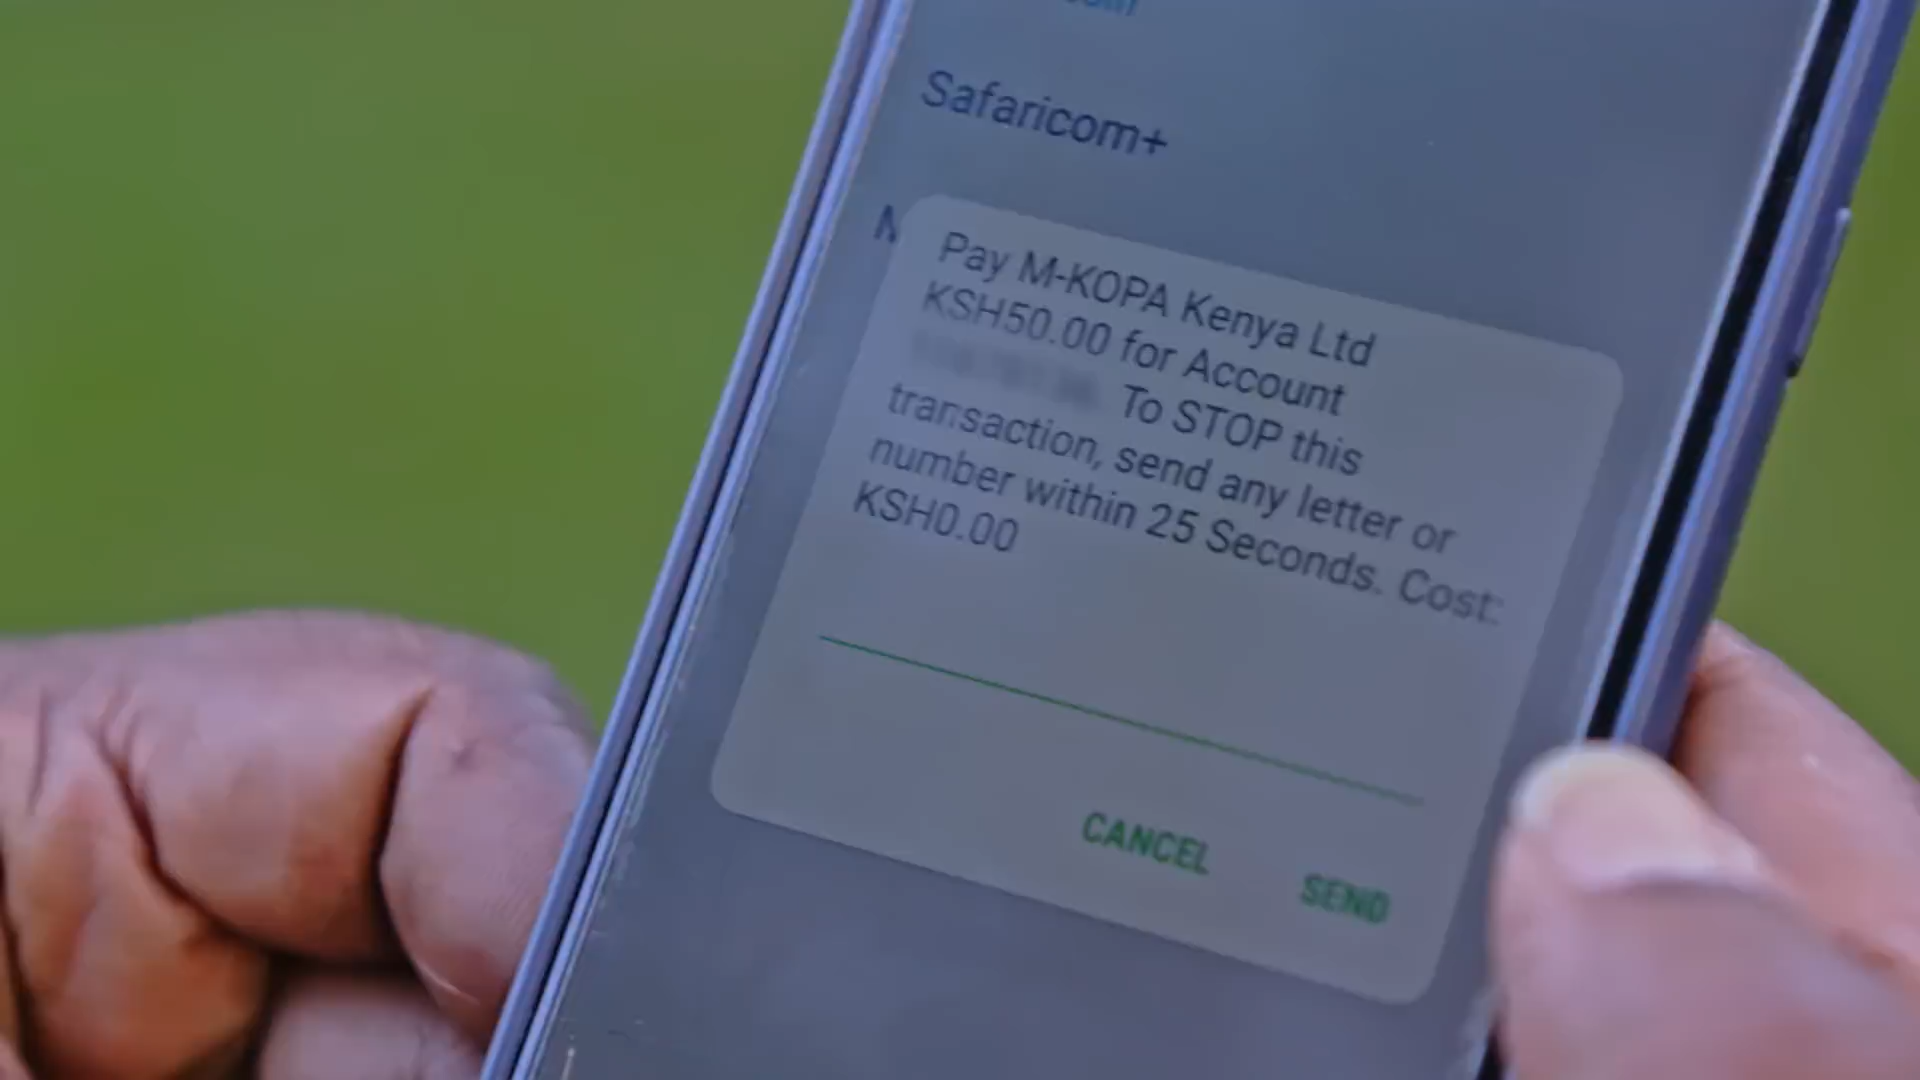 Safaricom+
Pay M-KOPA Kenya Ltd
KSH50.00 for Account
To STOP this
transaction, send any letter or
number within 25 Seconds. Cost:
KSH0.00
CANCEL
SEND